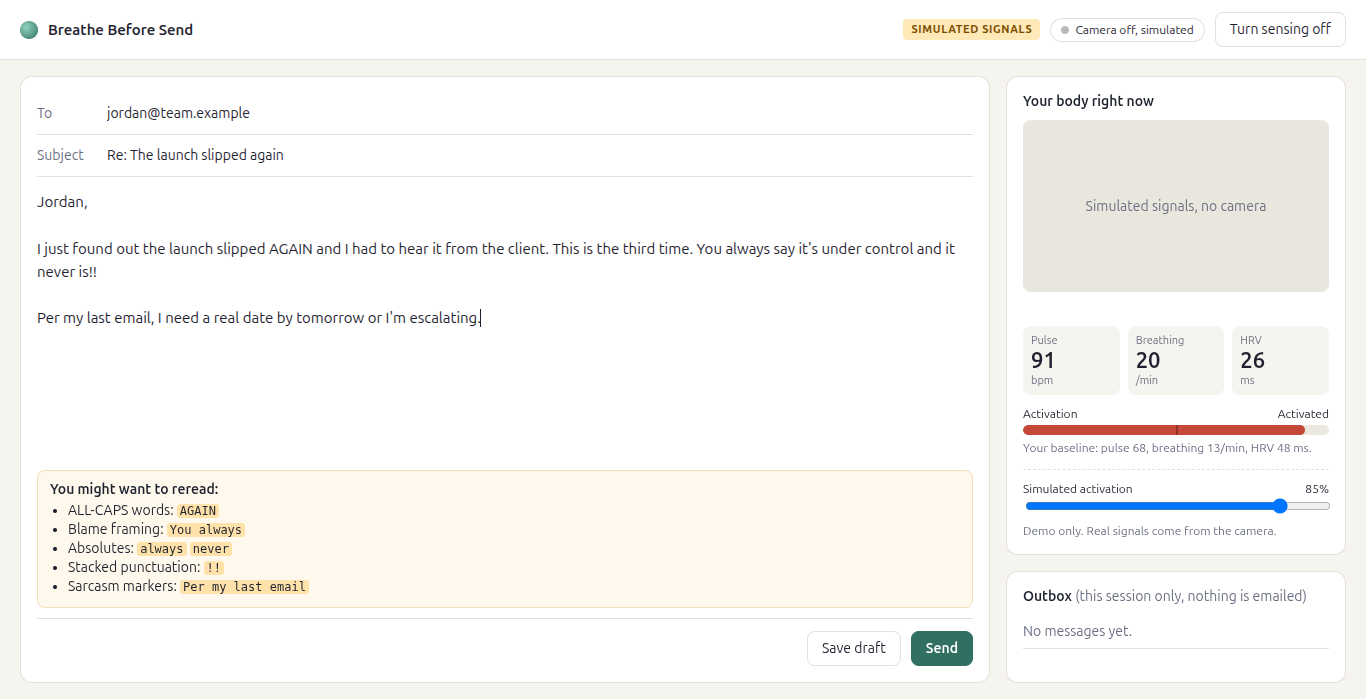 Breathe Before Send
SIMULATED SIGNALS
Camera off, simulated
Turn sensing off
To jordan@team.example
Subject Re: The launch slipped again
Jordan,
I just found out the launch slipped AGAIN and I had to hear it from the client. This is the third time. You always say it's under control and it
never is!!
Per my last email, I need a real date by tomorrow or I'm escalating.
You might want to reread:
• ALL-CAPS words: AGAIN
• Blame framing: You always
• Absolutes: always never
• Stacked punctuation: !!
• Sarcasm markers: Per my last email
Save draft
Send
Your body right now
Simulated signals, no camera
Pulse
91
bpm
Breathing
20
/min
HRV
26
ms
Activation Activated
Your baseline: pulse 68, breathing 13/min, HRV 48 ms.
Simulated activation 85%
Demo only. Real signals come from the camera.
Outbox (this session only, nothing is emailed)
No messages yet.